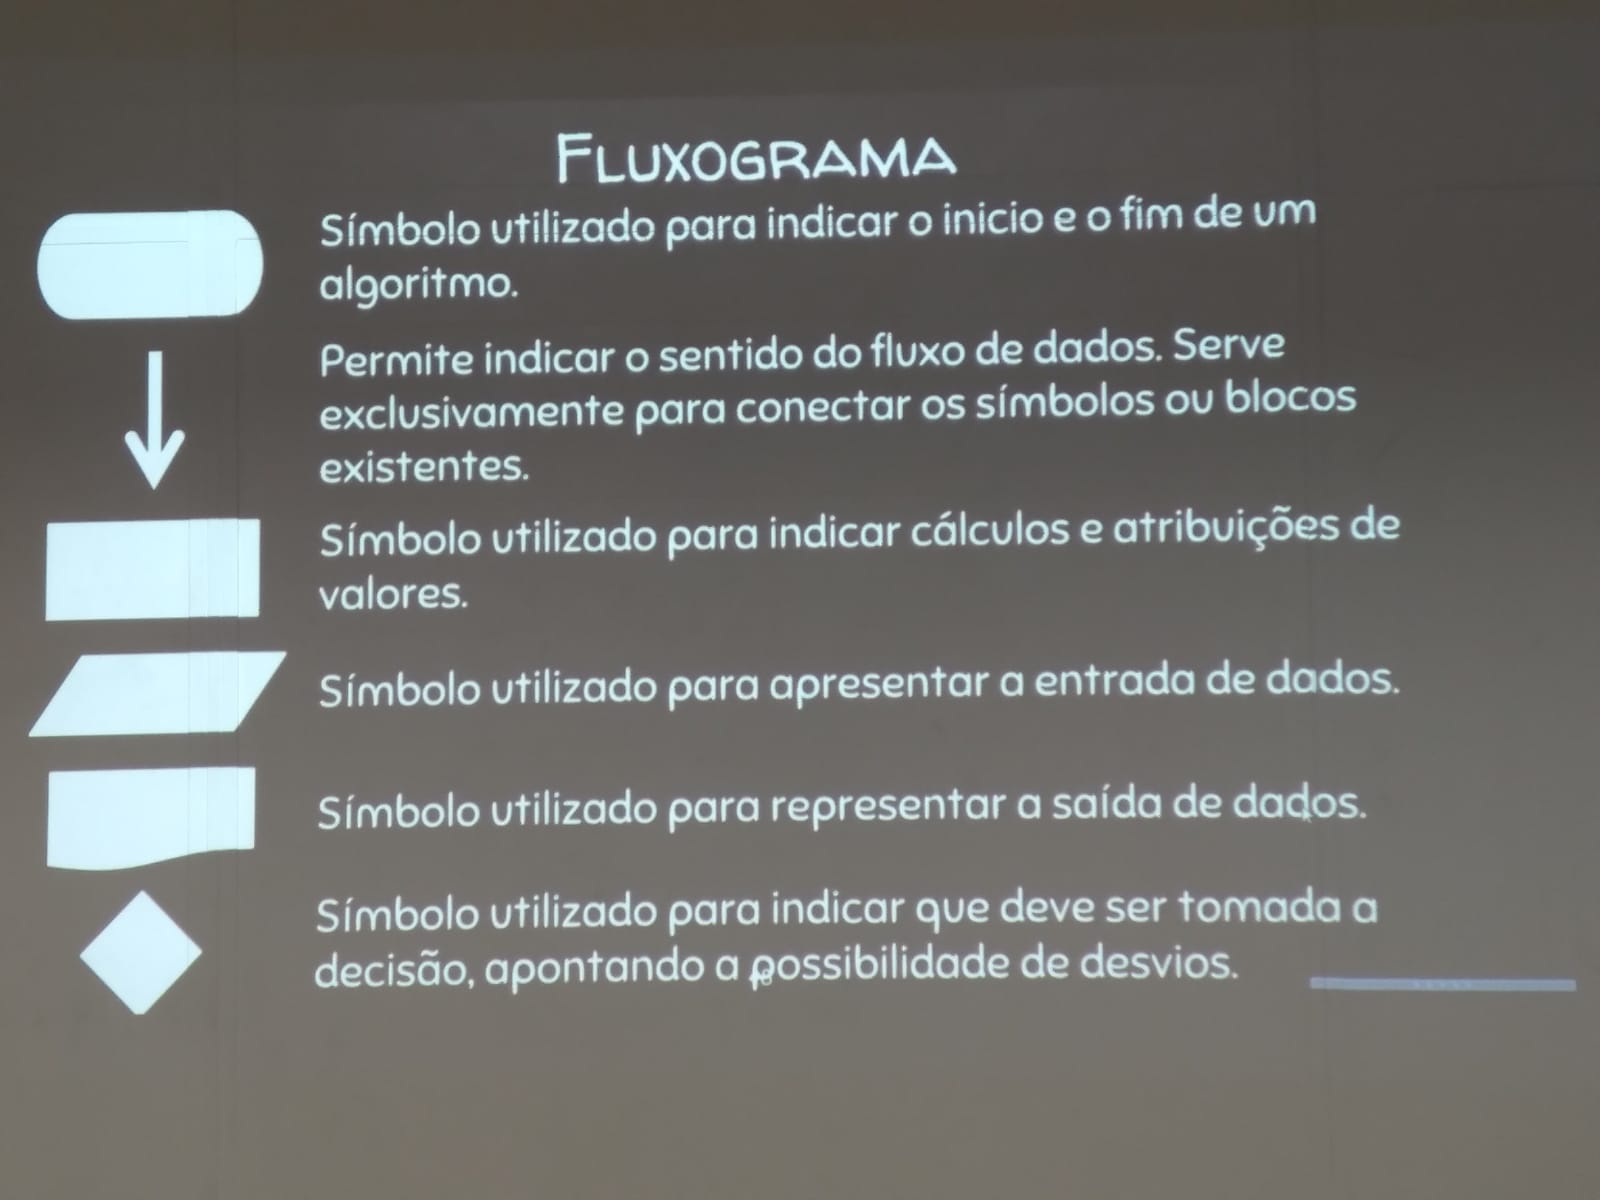 FLUXOGRAMA
Símbolo utilizado para indicar o inicio e o fim de um
algoritmo.
Permite indicar o sentido do fluxo de dados. Serve
exclusivamente para conectar os símbolos ou blocos
existentes.
Símbolo utilizado para indicar cálculos e atribuições de
valores.
Símbolo utilizado para apresentar a entrada de dados.
Símbolo utilizado para representar a saída de dados.
Símbolo utilizado para indicar que deve ser tomada a
decisão, apontando a possibilidade de desvios.